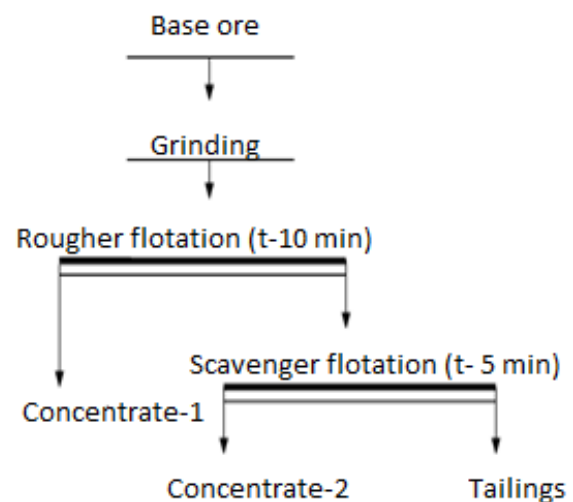 Base ore
Grinding
Rougher flotation (t-10 min)
Scavenger flotation (t- 5 min)
Concentrate-1
Concentrate-2
Tailings